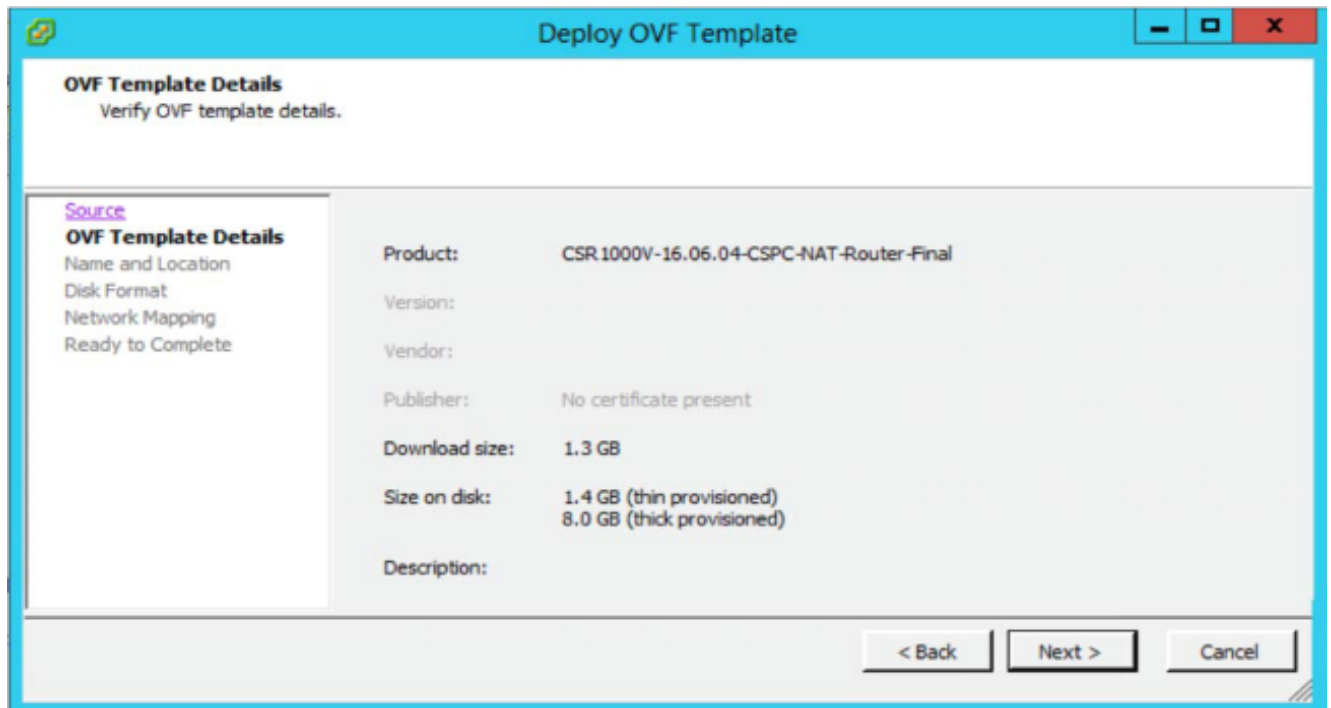 Deploy OVF Template
OVF Template Details
Verify OVF template details.
Source
OVF Template Details
Name and Location
Disk Format
Network Mapping
Ready to Complete
Product: CSR1000V-16.06.04-CSPC-NAT-Router-Final
Version:
Vendor:
Publisher: No certificate present
Download size: 1.3 GB
Size on disk: 1.4 GB (thin provisioned)
8.0 GB (thick provisioned)
Description:
< Back Next > Cancel